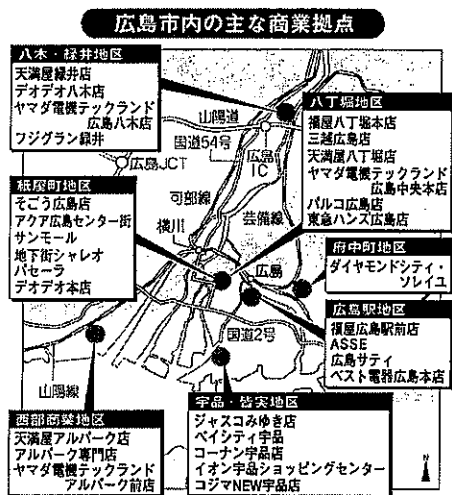 広島市内の主な商業拠点
八木・緑井地区
天満屋緑井店
デオデオ八木店
ヤマダ電機テックランド
広島八木店
フジグラン緑井
山陽道
国道54号
広島JCT
広島
IC
可部線
芸備線
横川
広島
国道2号
山陽線
八丁堀地区
福屋八丁堀本店
三越広島店
天満屋八丁堀店
ヤマダ電機テックランド
広島中央本店
パルコ広島店
東急ハンズ広島店
紙屋町地区
そごう広島店
アクア広島センター街
サンモール
地下街シャレオ
パセーラ
デオデオ本店
府中町地区
ダイヤモンドシティ・
ソレイユ
広島駅地区
福屋広島駅前店
ASSE
広島サティ
ベスト電器広島本店
西部商業地区
天満屋アルパーク店
アルパーク専門店
ヤマダ電機テックランド
アルパーク前店
宇品・皆実地区
ジャスコみゆき店
ベイシティ宇品
コーナン宇品店
イオン宇品ショッピングセンター
コジマNEW宇品店
N